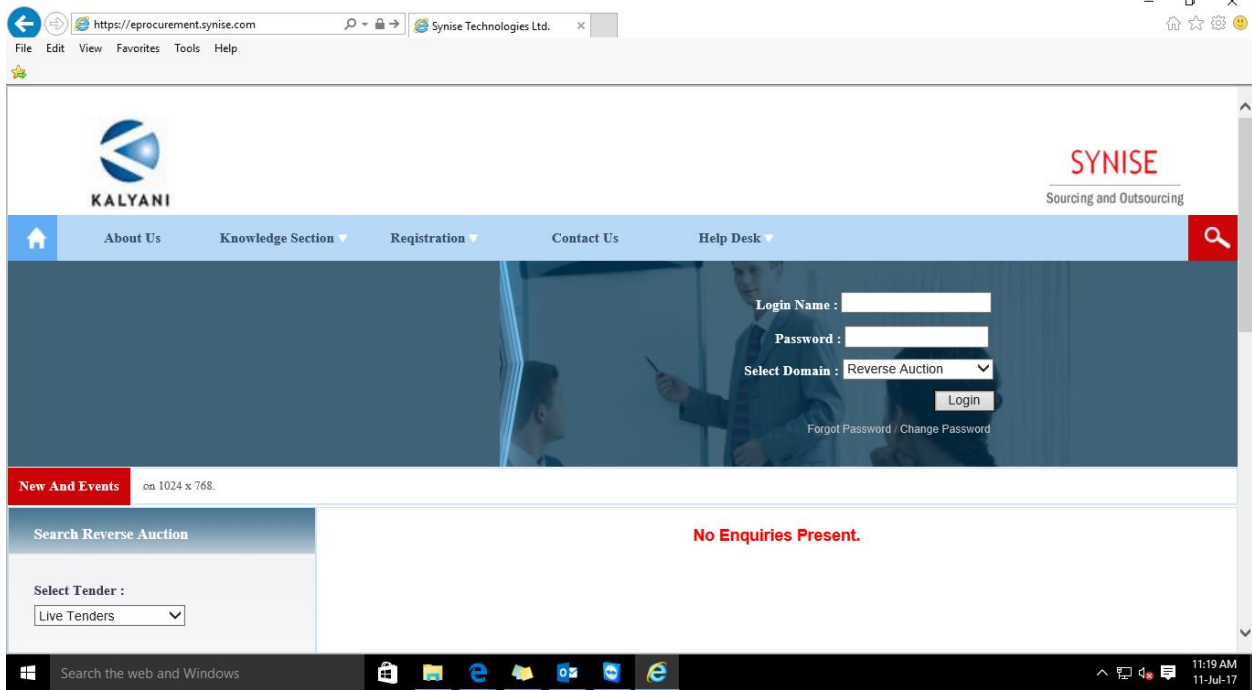 https://eprocurement.synise.com
Synise Technologies Ltd.
File Edit View Favorites Tools Help
KALYANI
SYNISE
Sourcing and Outsourcing
About Us Knowledge Section Registration Contact Us Help Desk
Login Name :
Password :
Select Domain : Reverse Auction
Login
Forgot Password / Change Password
New And Events on 1024 x 768.
Search Reverse Auction
No Enquiries Present.
Select Tender :
Live Tenders
Search the web and Windows
11:19 AM
11-Jul-17